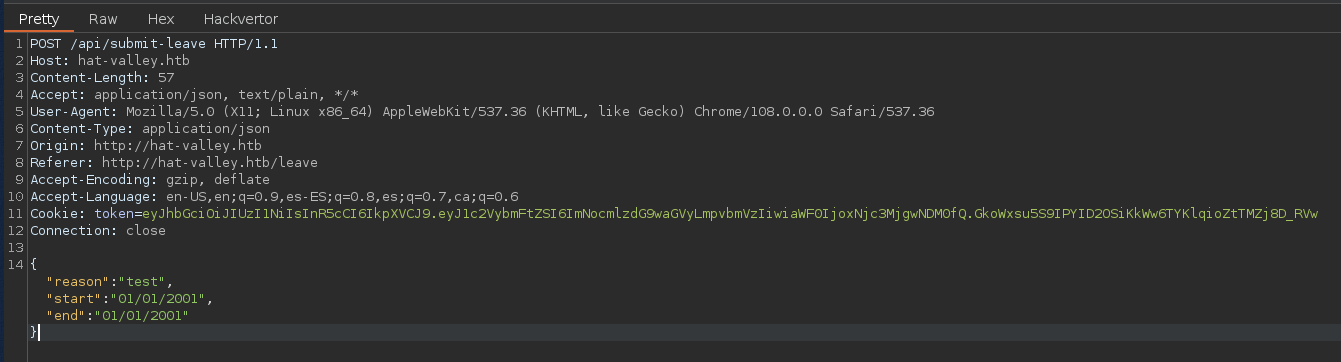 Pretty Raw Hex Hackvertor
1 POST /api/submit-leave HTTP/1.1
2 Host: hat-valley.htb
3 Content-Length: 57
4 Accept: application/json, text/plain, */*
5 User-Agent: Mozilla/5.0 (X11; Linux x86_64) AppleWebKit/537.36 (KHTML, like Gecko) Chrome/108.0.0.0 Safari/537.36
6 Content-Type: application/json
7 Origin: http://hat-valley.htb
8 Referer: http://hat-valley.htb/leave
9 Accept-Encoding: gzip, deflate
10 Accept-Language: en-US,en;q=0.9,es-ES;q=0.8,es;q=0.7,ca;q=0.6
11 Cookie: token=eyJhbGciOiJIUzI1NiIsInR5cCI6IkpXVCJ9.eyJ1c2VybmFtZSI6ImNocmlzdG9waGVyLmpvbmVzIiwiaWF0IjoxNjc3MjgwNDM0fQ.GkoWxsu5S9IPYID2OSiKkWw6TYKlqioZtTMZj8D_RVw
12 Connection: close
13
14 {
"reason":"test",
"start":"01/01/2001",
"end":"01/01/2001"
}